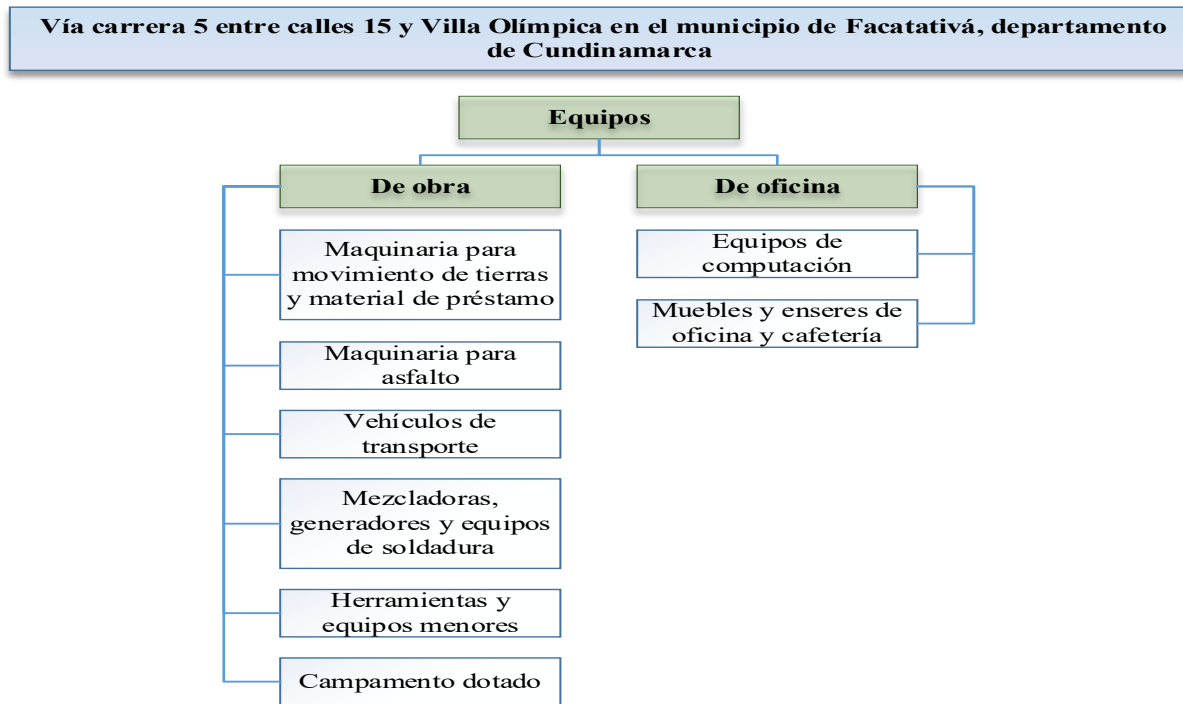 Vía carrera 5 entre calles 15 y Villa Olímpica en el municipio de Facatativá, departamento
de Cundinamarca
Equipos
De obra
Maquinaria para
movimiento de tierras
y material de préstamo
Maquinaria para
asfalto
Vehículos de
transporte
Mezcladoras,
generadores y equipos
de soldadura
Herramientas y
equipos menores
Campamento dotado
De oficina
Equipos de
computación
Muebles y enseres de
oficina y cafetería